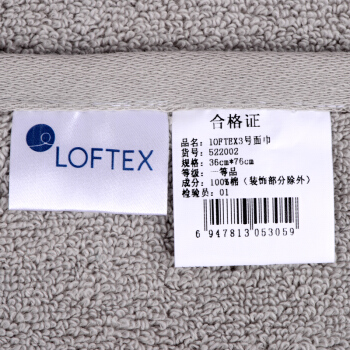 LOFTEX
合格证
品名：lOFTEX3号面巾
货号：522002
规格：36cm*76cm
等级：一等品
成分：100%棉（装饰部分除外）
检验员：01
6 947813 053059